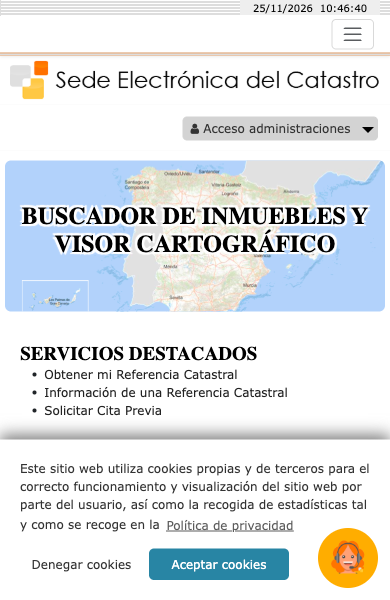 25/11/2026 10:46:40
Sede Electrónica del Catastro
Acceso administraciones
BUSCADOR DE INMUEBLES Y
VISOR CARTOGRÁFICO
SERVICIOS DESTACADOS
• Obtener mi Referencia Catastral
• Información de una Referencia Catastral
• Solicitar Cita Previa
Este sitio web utiliza cookies propias y de terceros para el
correcto funcionamiento y visualización del sitio web por
parte del usuario, así como la recogida de estadísticas tal
y como se recoge en la Política de privacidad
Denegar cookies
Aceptar cookies